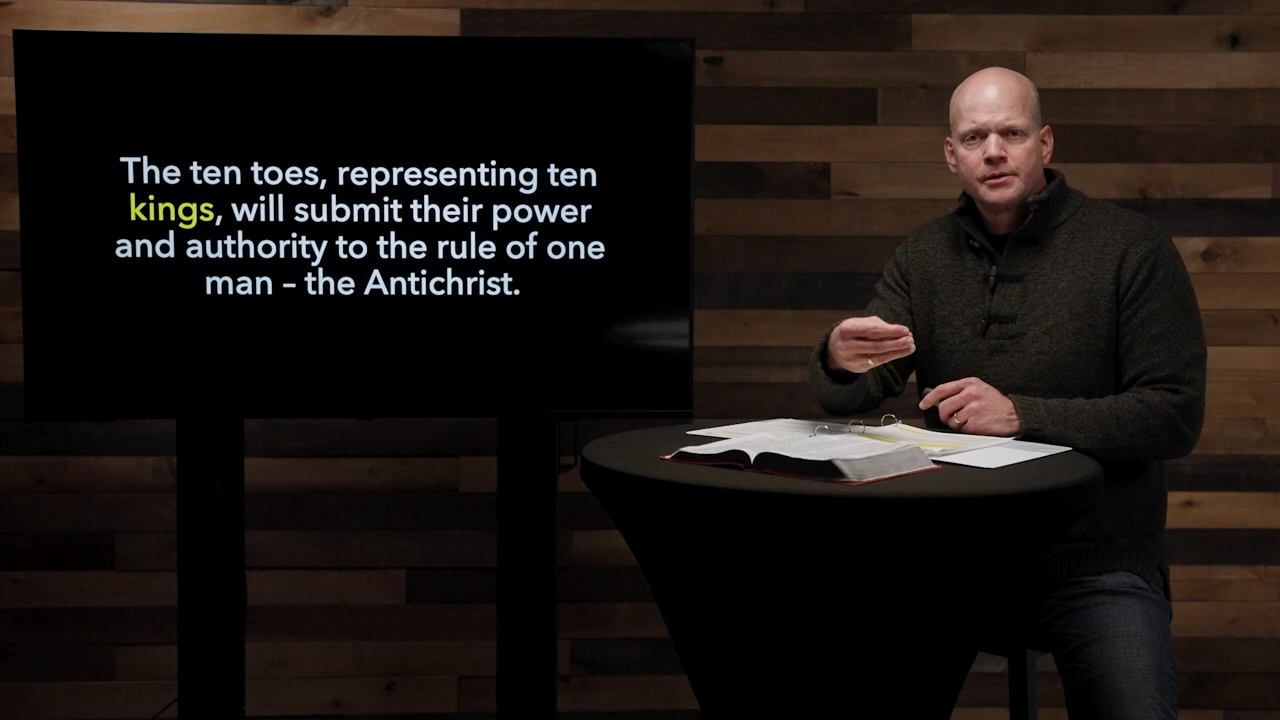 The ten toes, representing ten
kings, will submit their power
and authority to the rule of one
man – the Antichrist.